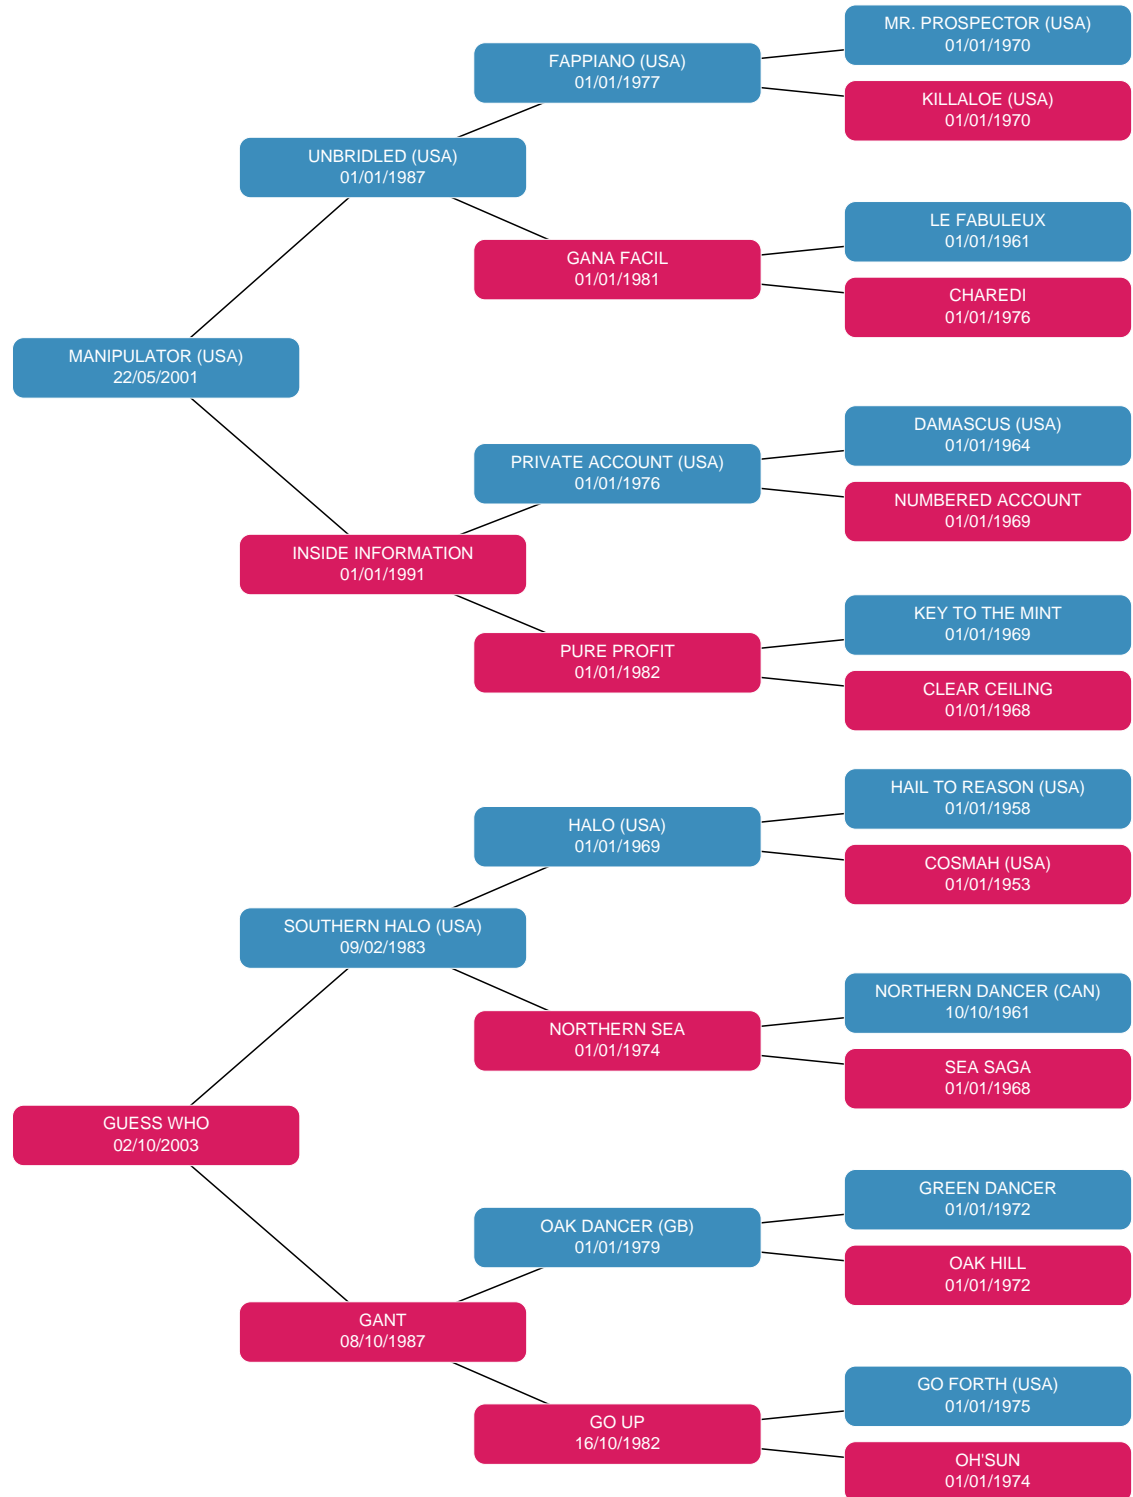 MR. PROSPECTOR (USA)
01/01/1970
FAPPIANO (USA)
01/01/1977
KILLALOE (USA)
01/01/1970
UNBRIDLED (USA)
01/01/1987
LE FABULEUX
01/01/1961
GANA FACIL
01/01/1981
CHAREDI
01/01/1976
MANIPULATOR (USA)
22/05/2001
DAMASCUS (USA)
01/01/1964
PRIVATE ACCOUNT (USA)
01/01/1976
NUMBERED ACCOUNT
01/01/1969
INSIDE INFORMATION
01/01/1991
KEY TO THE MINT
01/01/1969
PURE PROFIT
01/01/1982
CLEAR CEILING
01/01/1968
HAIL TO REASON (USA)
01/01/1958
HALO (USA)
01/01/1969
COSMAH (USA)
01/01/1953
SOUTHERN HALO (USA)
09/02/1983
NORTHERN DANCER (CAN)
10/10/1961
NORTHERN SEA
01/01/1974
SEA SAGA
01/01/1968
GUESS WHO
02/10/2003
GREEN DANCER
01/01/1972
OAK DANCER (GB)
01/01/1979
OAK HILL
01/01/1972
GANT
08/10/1987
GO FORTH (USA)
01/01/1975
GO UP
16/10/1982
OH'SUN
01/01/1974